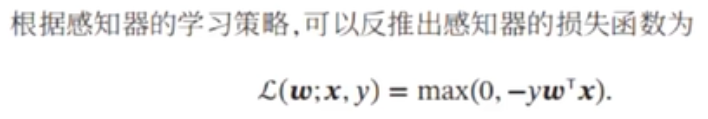 根据感知器的学习策略,可以反推出感知器的损失函数为
ℒ(w;x, y) = max(0, −yw⊤x).